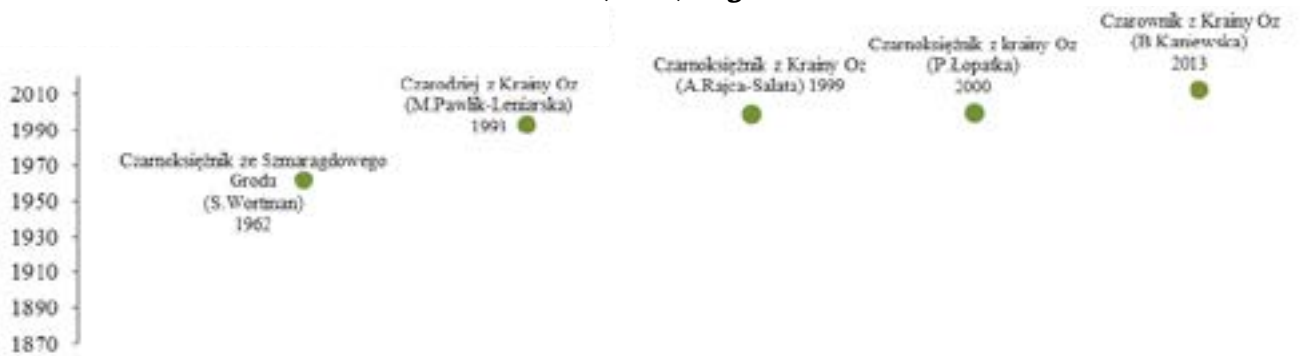 Czarnoksiężnik ze Szmaragdowego
Grodu
(S.Wortman)
1962
Czarodziej z Krainy Oz
(M.Pawlik-Leniarska)
1993
Czarnoksiężnik z Krainy Oz
(A.Rajca-Salata) 1999
Czarnoksiężnik z krainy Oz
(P.Łopatka)
2000
Czarownik z Krainy Oz
(B.Kaniewska)
2013
2010
1990
1970
1950
1930
1910
1890
1870